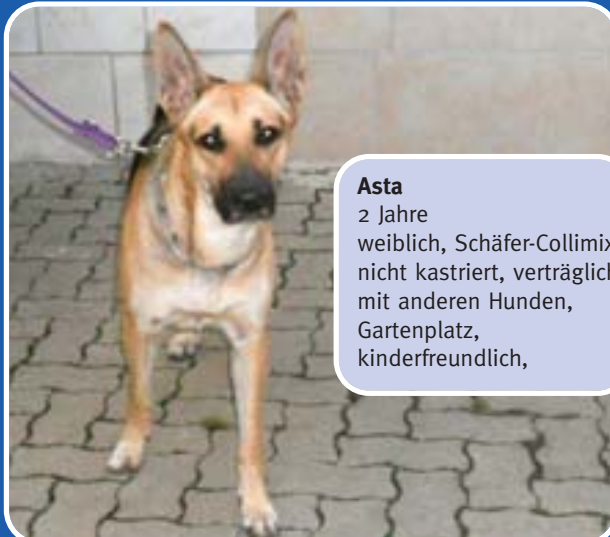 Asta
2 Jahre
weiblich, Schäfer-Collimix
nicht kastriert, verträglich
mit anderen Hunden,
Gartenplatz,
kinderfreundlich,